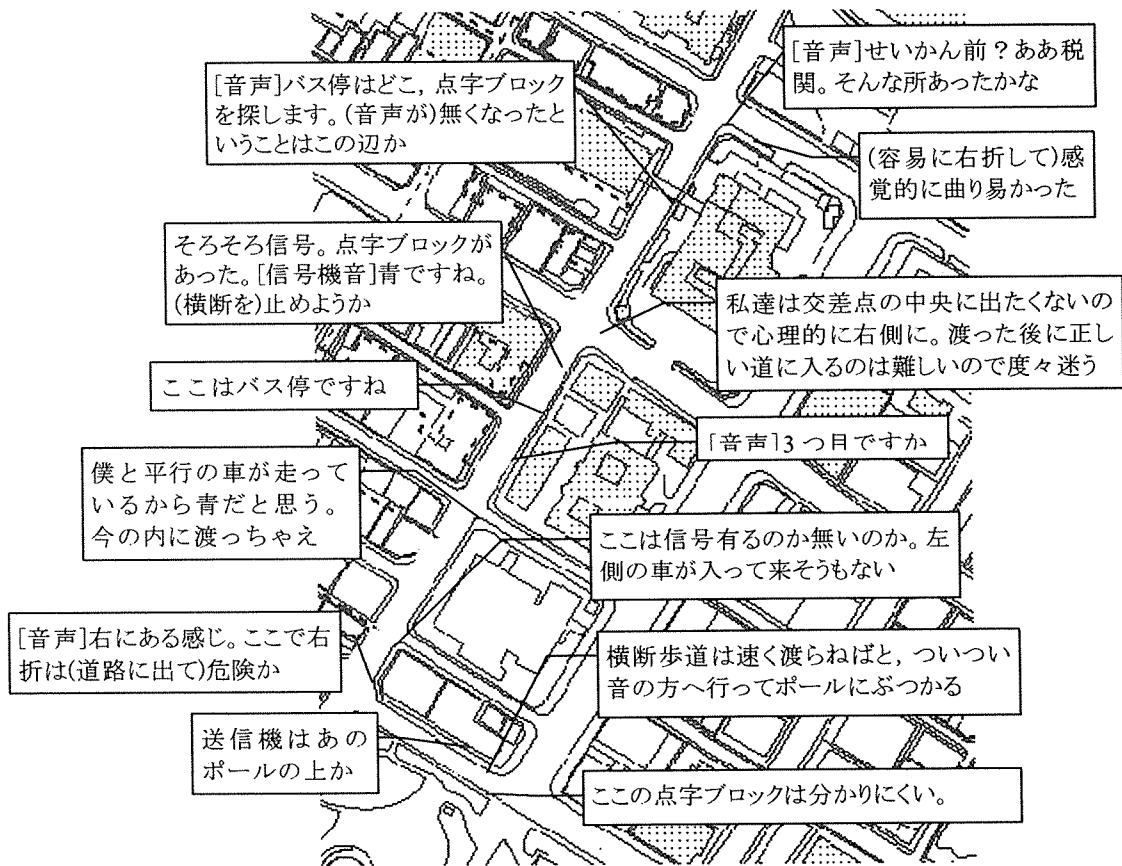 [音声]せいかん前？ああ税
関。そんな所あったかな
[音声]バス停はどこ，点字ブロック
を探します。(音声が)無くなったと
いうことはこの辺か
(容易に右折して)感
覚的に曲り易かった
そろそろ信号。点字ブロックが
あった。[信号機音]青ですね。
(横断を)止めようか
私達は交差点の中央に出たくないの
で心理的に右側に。渡った後に正し
い道に入るのは難しいので度々迷う
ここはバス停ですね
[音声]3つ目ですか
僕と平行の車が走って
いるから青だと思う。
今の内に渡っちゃえ
ここは信号有るのか無いのか。左
側の車が入って来そうもない
[音声]右にある感じ。ここで右
折は(道路に出て)危険か
横断歩道は速く渡らねばと，ついつい
音の方へ行ってポールにぶつかる
送信機はあの
ポールの上か
ここの点字ブロックは分かりにくい。